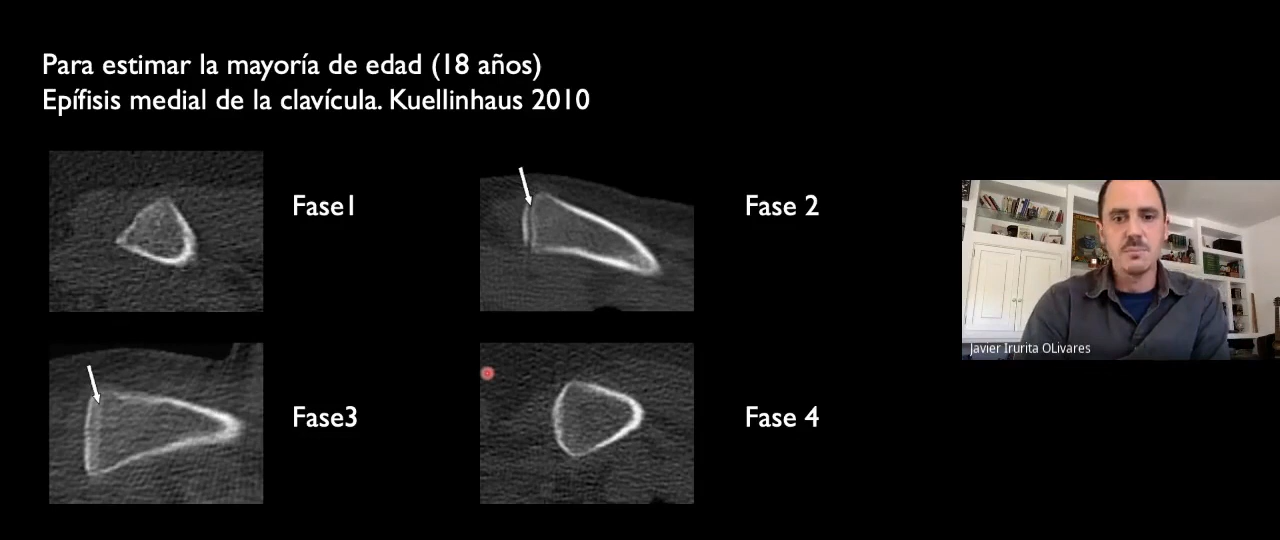 Para estimar la mayoría de edad (18 años)
Epífisis medial de la clavícula. Kuellinhaus 2010
Fase1
Fase 2
Fase3
Fase 4
Javier Irurita OLivares